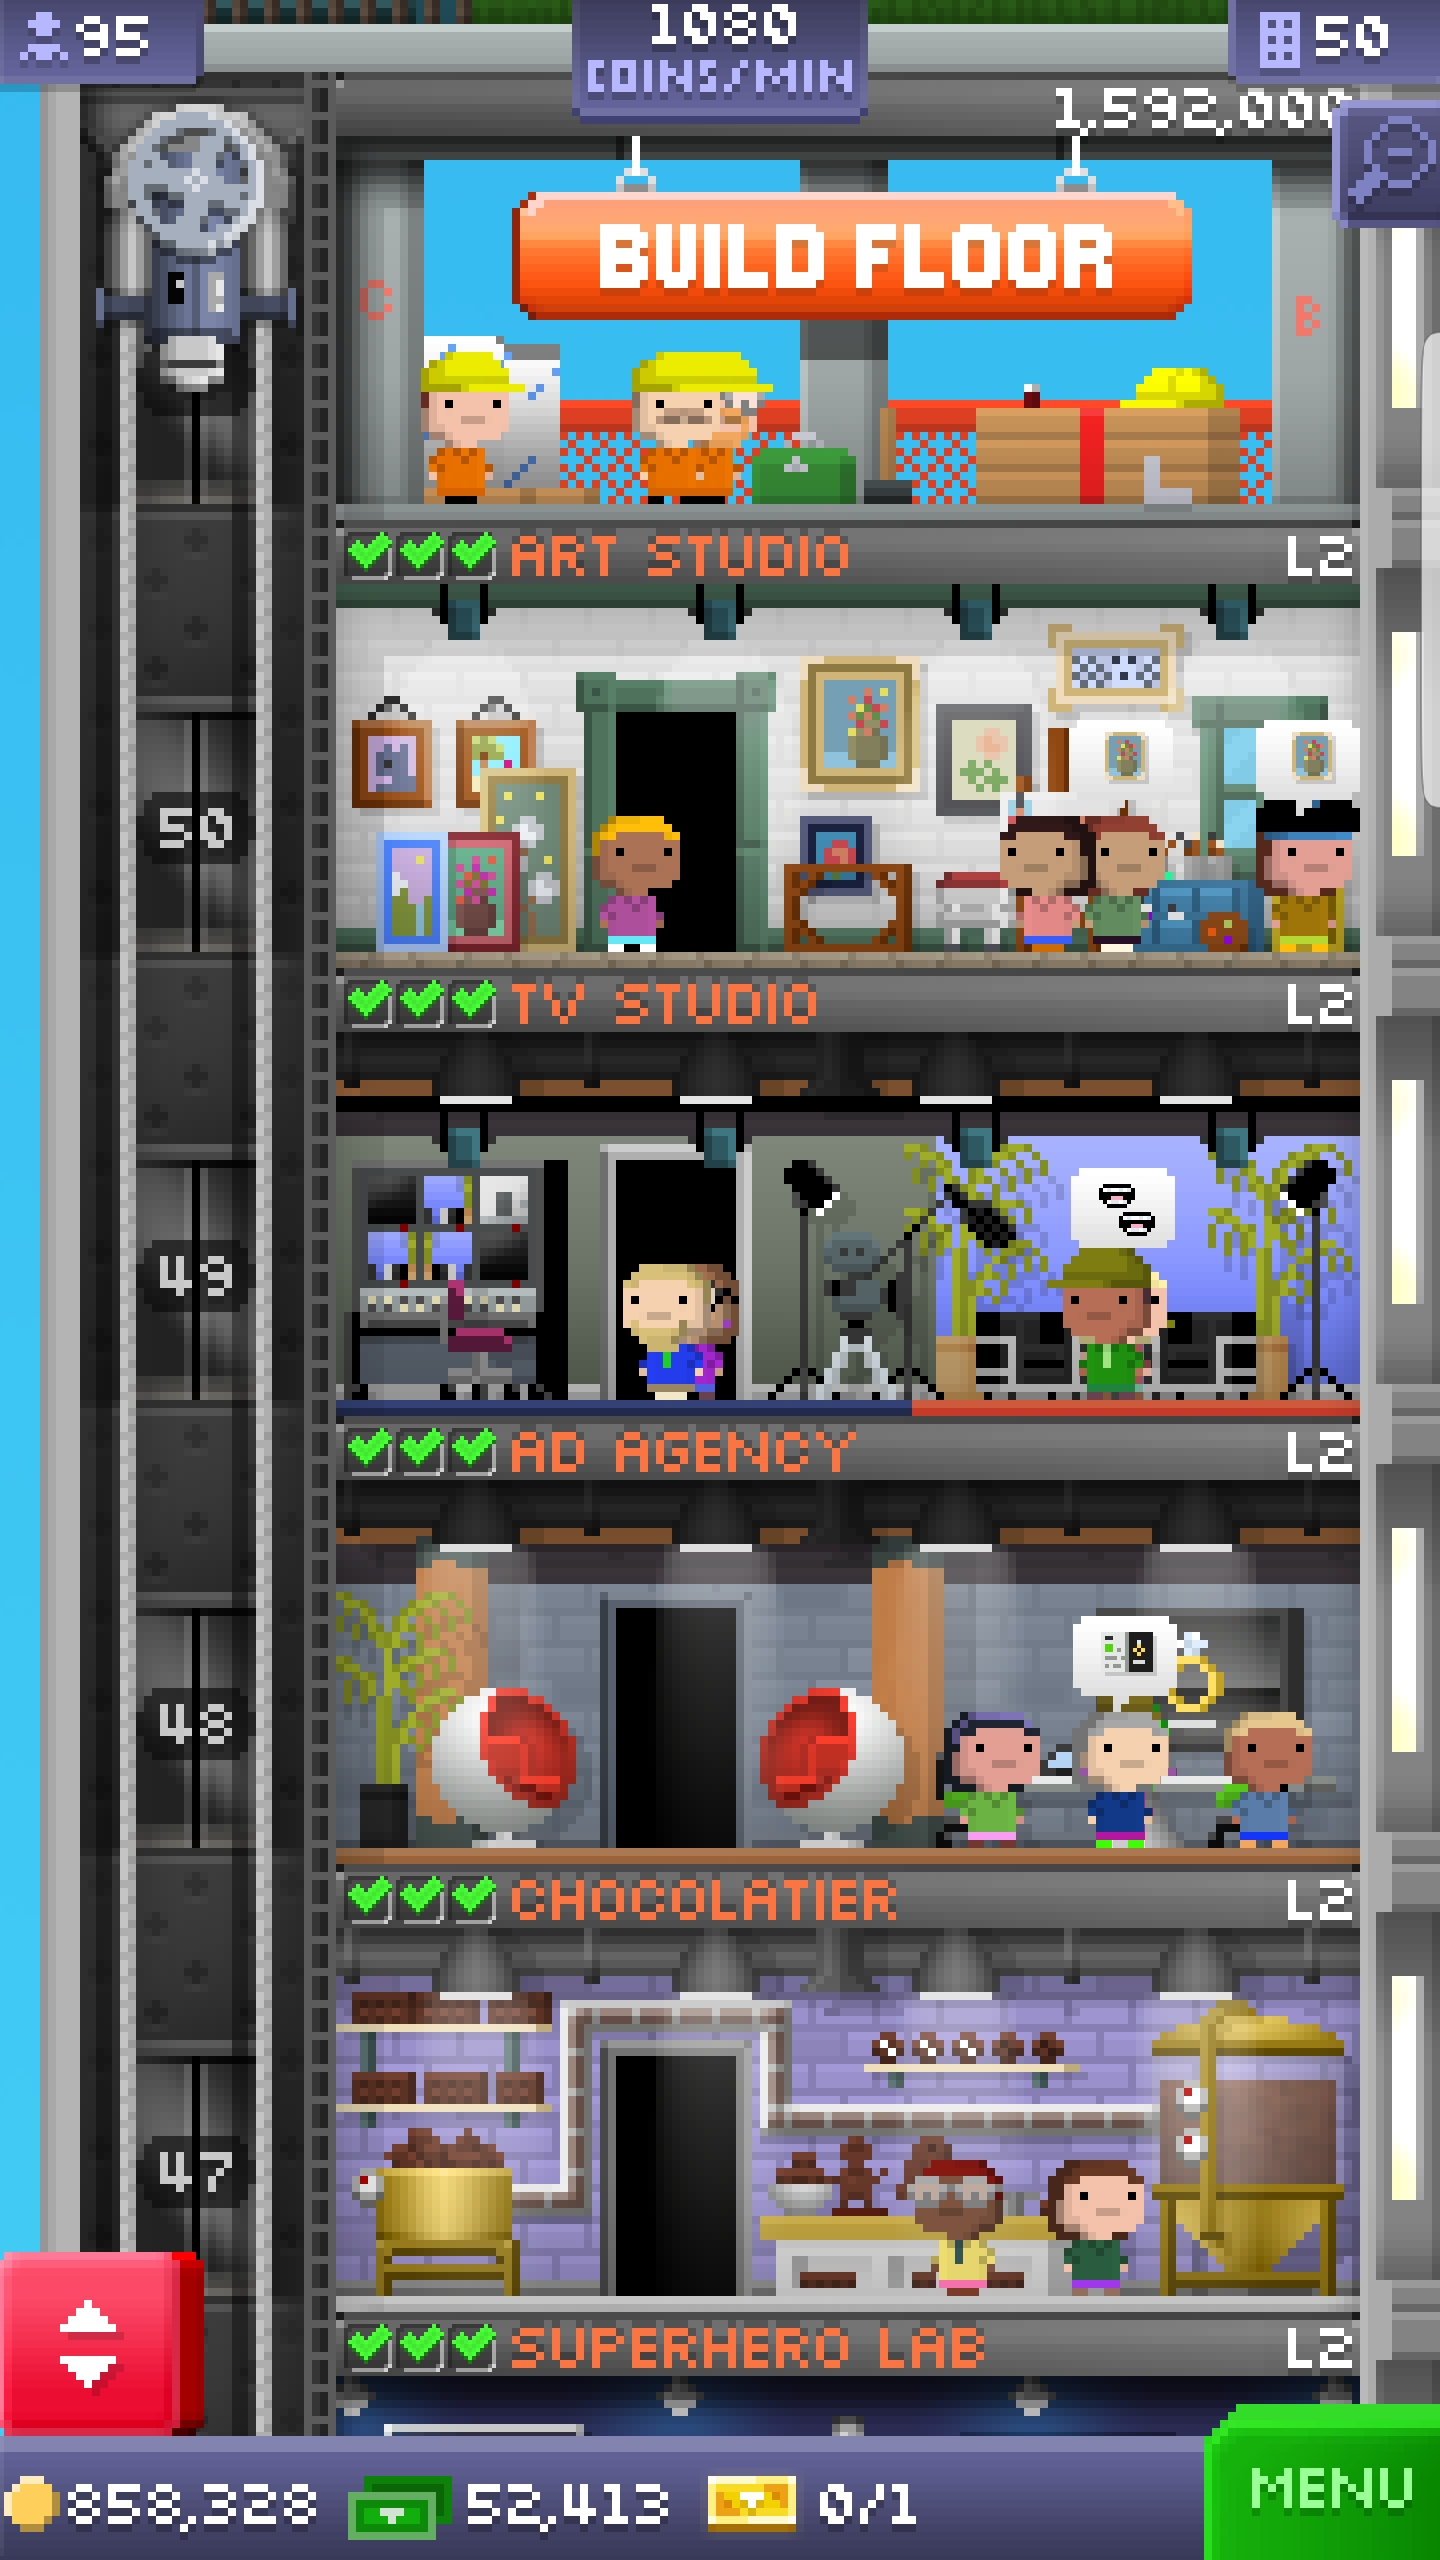 95
1080
COINS/MIN
50
1,592,000
BUILD FLOOR
C
B
ART STUDIO L2
50
TV STUDIO L2
49
AD AGENCY L2
48
CHOCOLATIER L2
47
SUPERHERO LAB L2
858,328 52,413 0/1 MENU